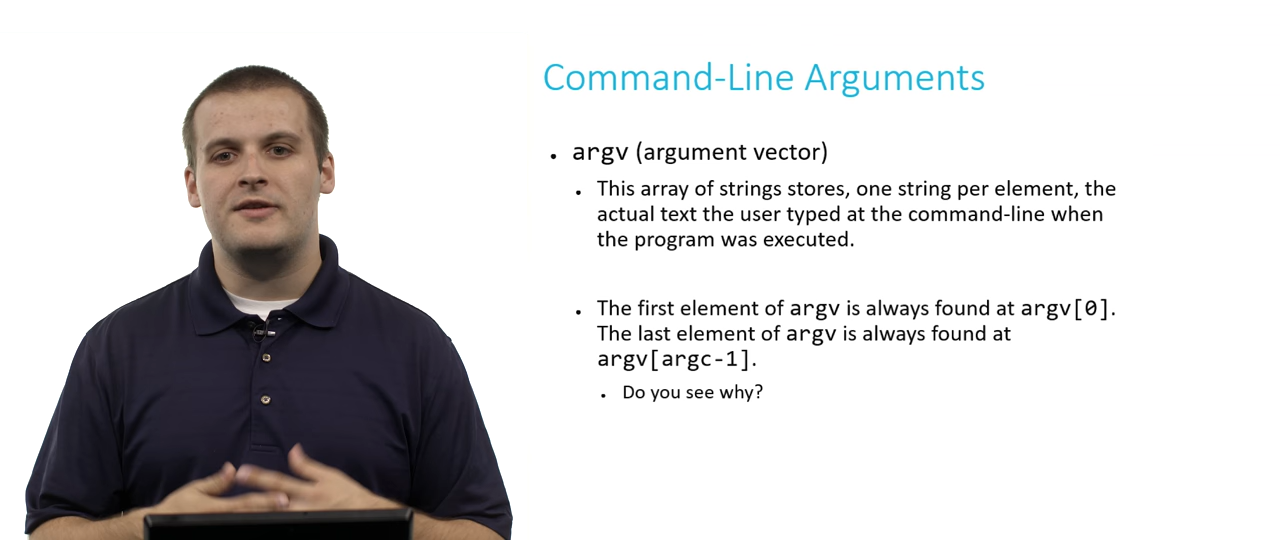 Command-Line Arguments
• argv (argument vector)
• This array of strings stores, one string per element, the
actual text the user typed at the command-line when
the program was executed.
• The first element of argv is always found at argv[0].
The last element of argv is always found at
argv[argc-1].
• Do you see why?